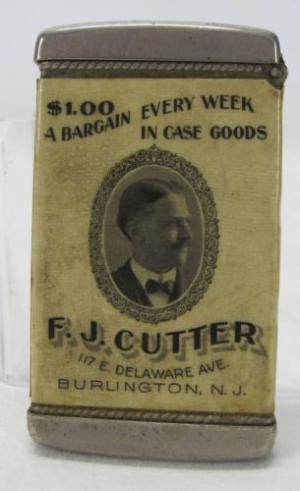 $1.00 EVERY WEEK
A BARGAIN IN CASE GOODS
F. J. CUTTER
117 E. DELAWARE AVE.
BURLINGTON, N. J.